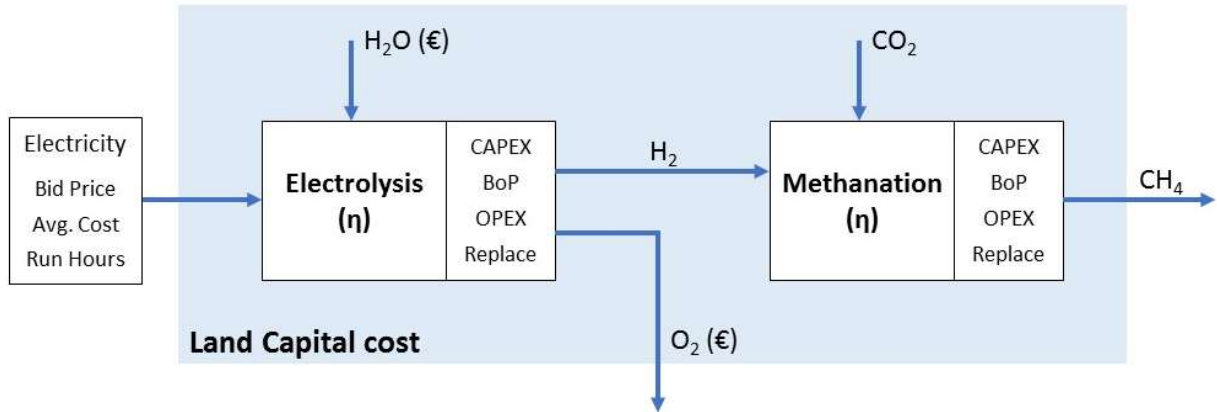 H₂O (€)
CO₂
Electricity
Bid Price
Avg. Cost
Run Hours
Electrolysis
(η)
CAPEX
BoP
OPEX
Replace
H₂
Methanation
(η)
CAPEX
BoP
OPEX
Replace
CH₄
Land Capital cost
O₂ (€)